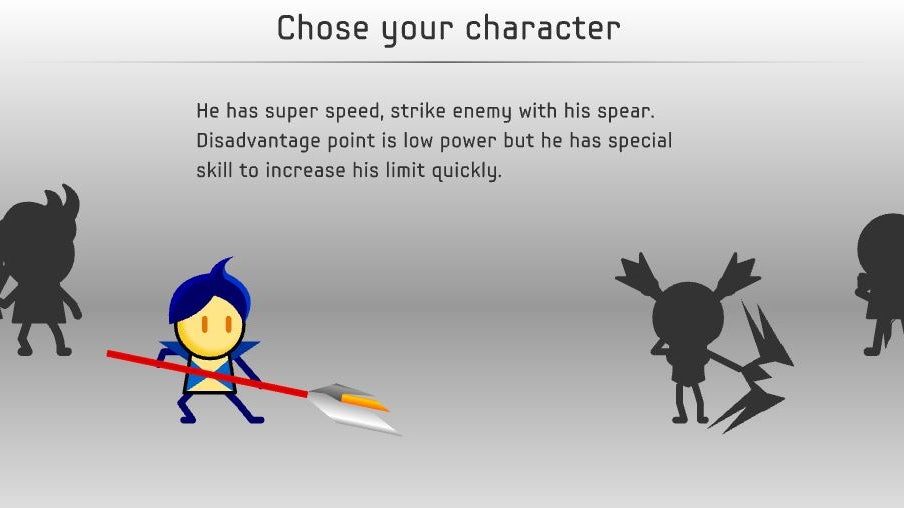 Chose your character
He has super speed, strike enemy with his spear.
Disadvantage point is low power but he has special
skill to increase his limit quickly.